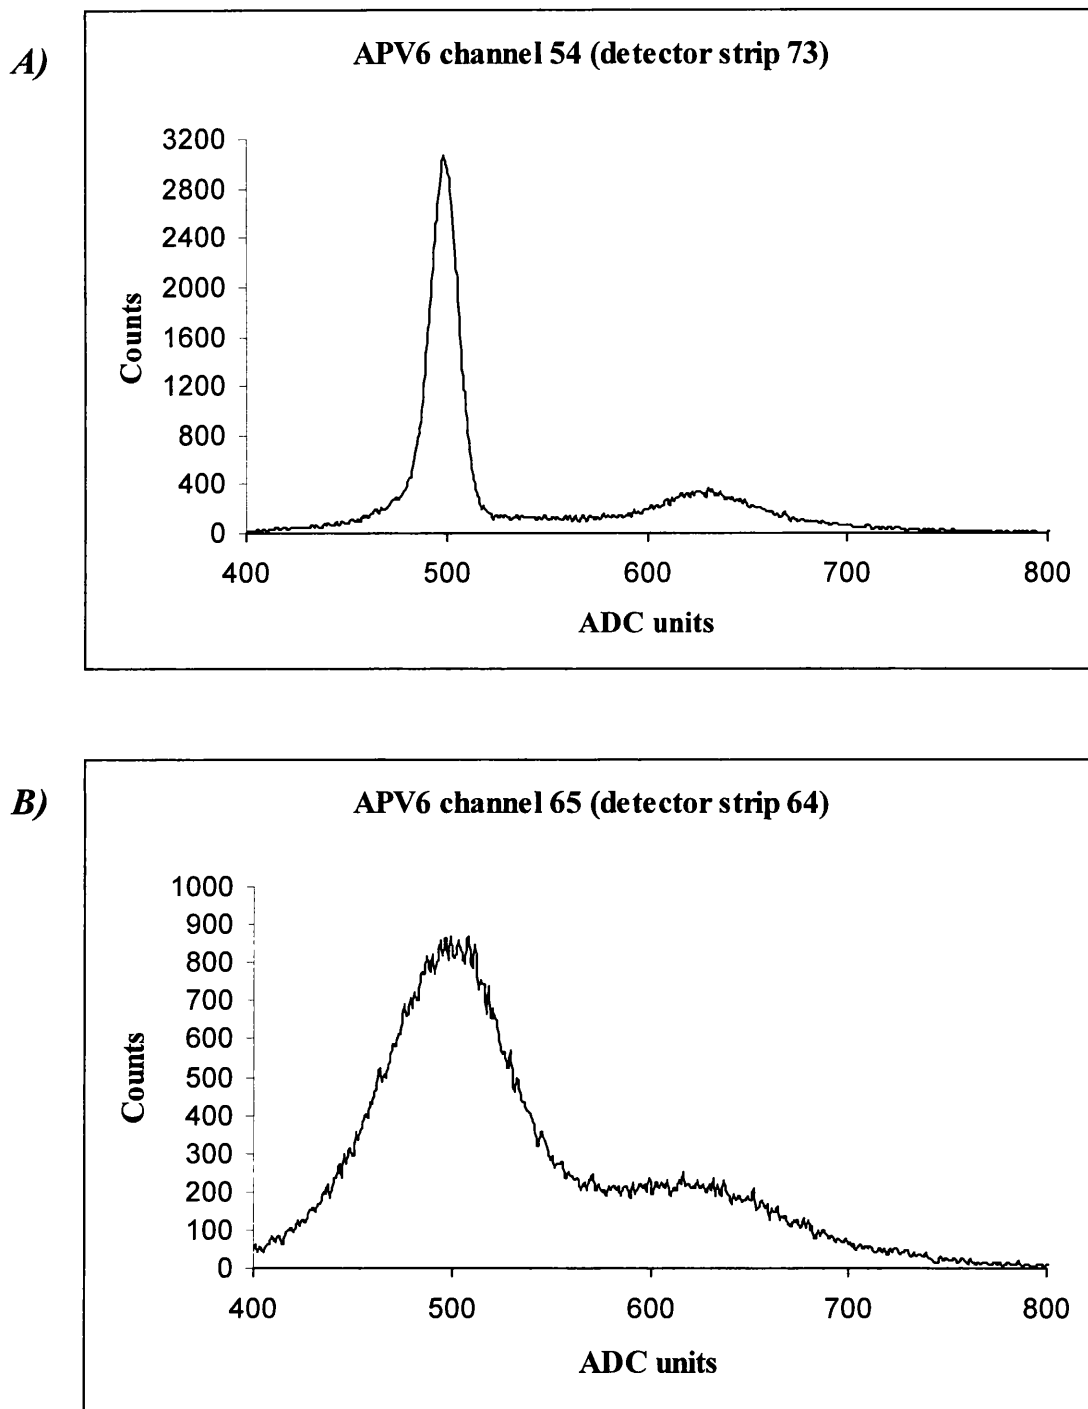 A)
APV6 channel 54 (detector strip 73)
3200
2800
2400
2000
1600
1200
800
400
0
Counts
400 500 600 700 800
ADC units
B)
APV6 channel 65 (detector strip 64)
1000
900
800
700
600
500
400
300
200
100
0
Counts
400 500 600 700 800
ADC units